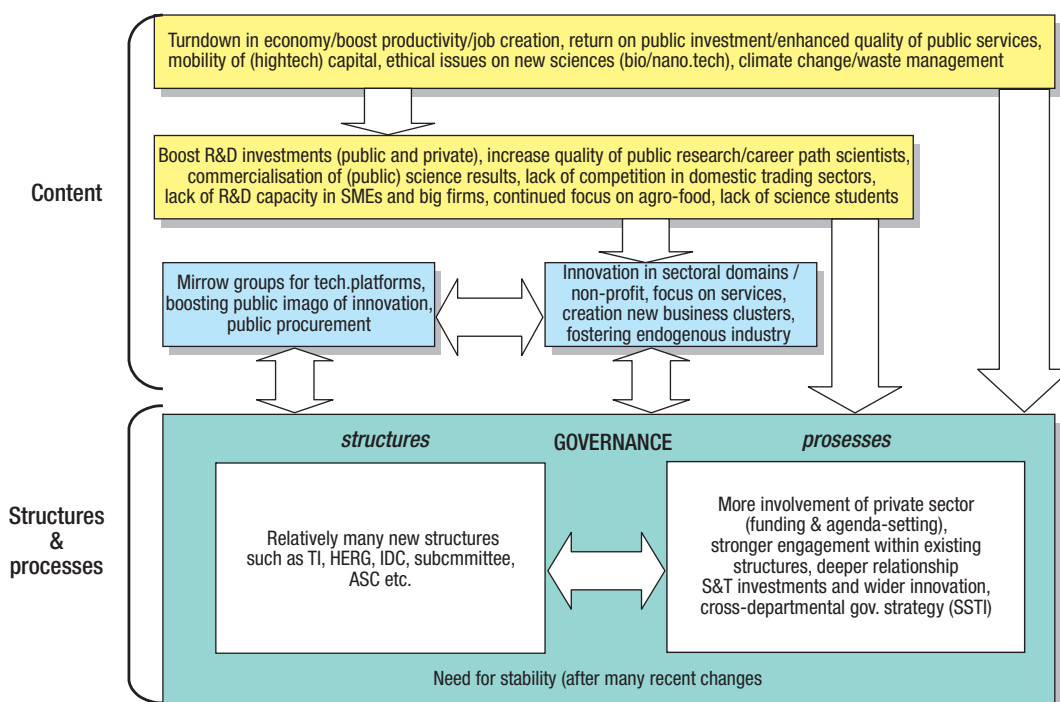 Turndown in economy/boost productivity/job creation, return on public investment/enhanced quality of public services,
mobility of (hightech) capital, ethical issues on new sciences (bio/nano.tech), climate change/waste management
Boost R&D investments (public and private), increase quality of public research/career path scientists,
commercialisation of (public) science results, lack of competition in domestic trading sectors,
lack of R&D capacity in SMEs and big firms, continued focus on agro-food, lack of science students
Content
Mirrow groups for tech.platforms,
boosting public imago of innovation,
public procurement
Innovation in sectoral domains /
non-profit, focus on services,
creation new business clusters,
fostering endogenous industry
Structures
&
processes
structures
GOVERNANCE
prosesses
Relatively many new structures
such as TI, HERG, IDC, subcmmittee,
ASC etc.
More involvement of private sector
(funding & agenda-setting),
stronger engagement within existing
structures, deeper relationship
S&T investments and wider innovation,
cross-departmental gov. strategy (SSTI)
Need for stability (after many recent changes